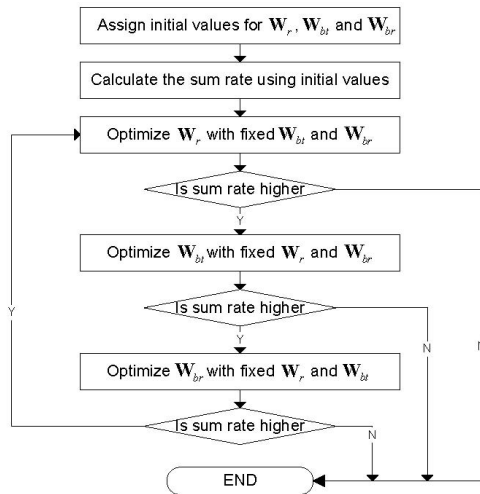 Assign initial values for W_r, W_bt and W_br
Calculate the sum rate using initial values
Optimize W_r with fixed W_bt and W_br
Is sum rate higher
Y
Optimize W_bt with fixed W_r and W_br
Is sum rate higher
Y
N
N
Y
Optimize W_br with fixed W_r and W_bt
Is sum rate higher
N
END